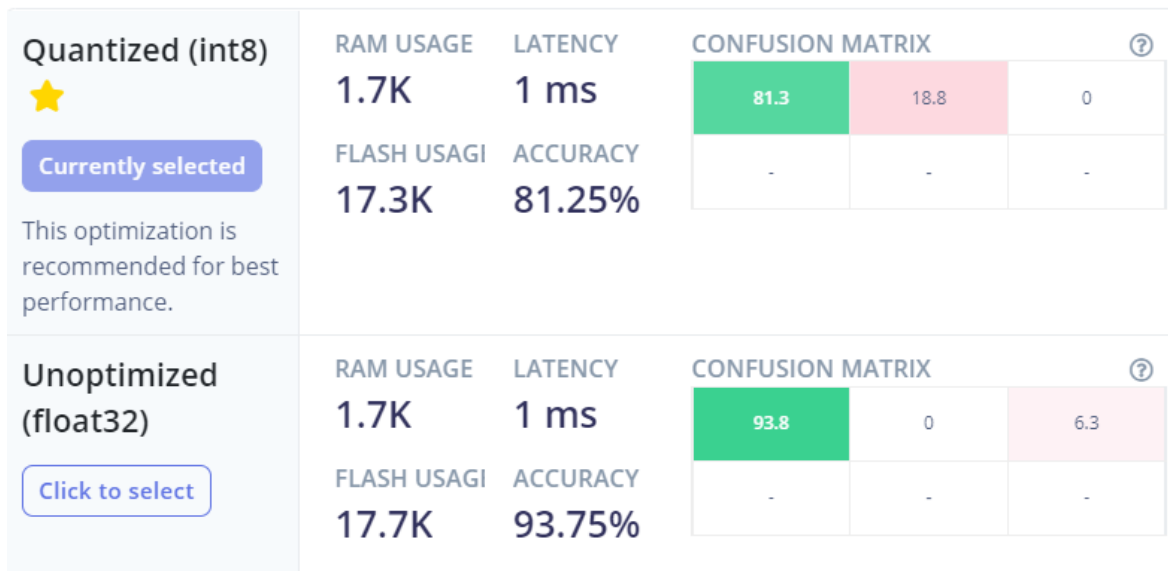 Quantized (int8)
Currently selected
This optimization is
recommended for best
performance.
RAM USAGE
1.7K
LATENCY
1 ms
FLASH USAGI
17.3K
ACCURACY
81.25%
CONFUSION MATRIX ?
81.3 18.8 0
- - -
Unoptimized
(float32)
Click to select
RAM USAGE
1.7K
LATENCY
1 ms
FLASH USAGI
17.7K
ACCURACY
93.75%
CONFUSION MATRIX ?
93.8 0 6.3
- - -